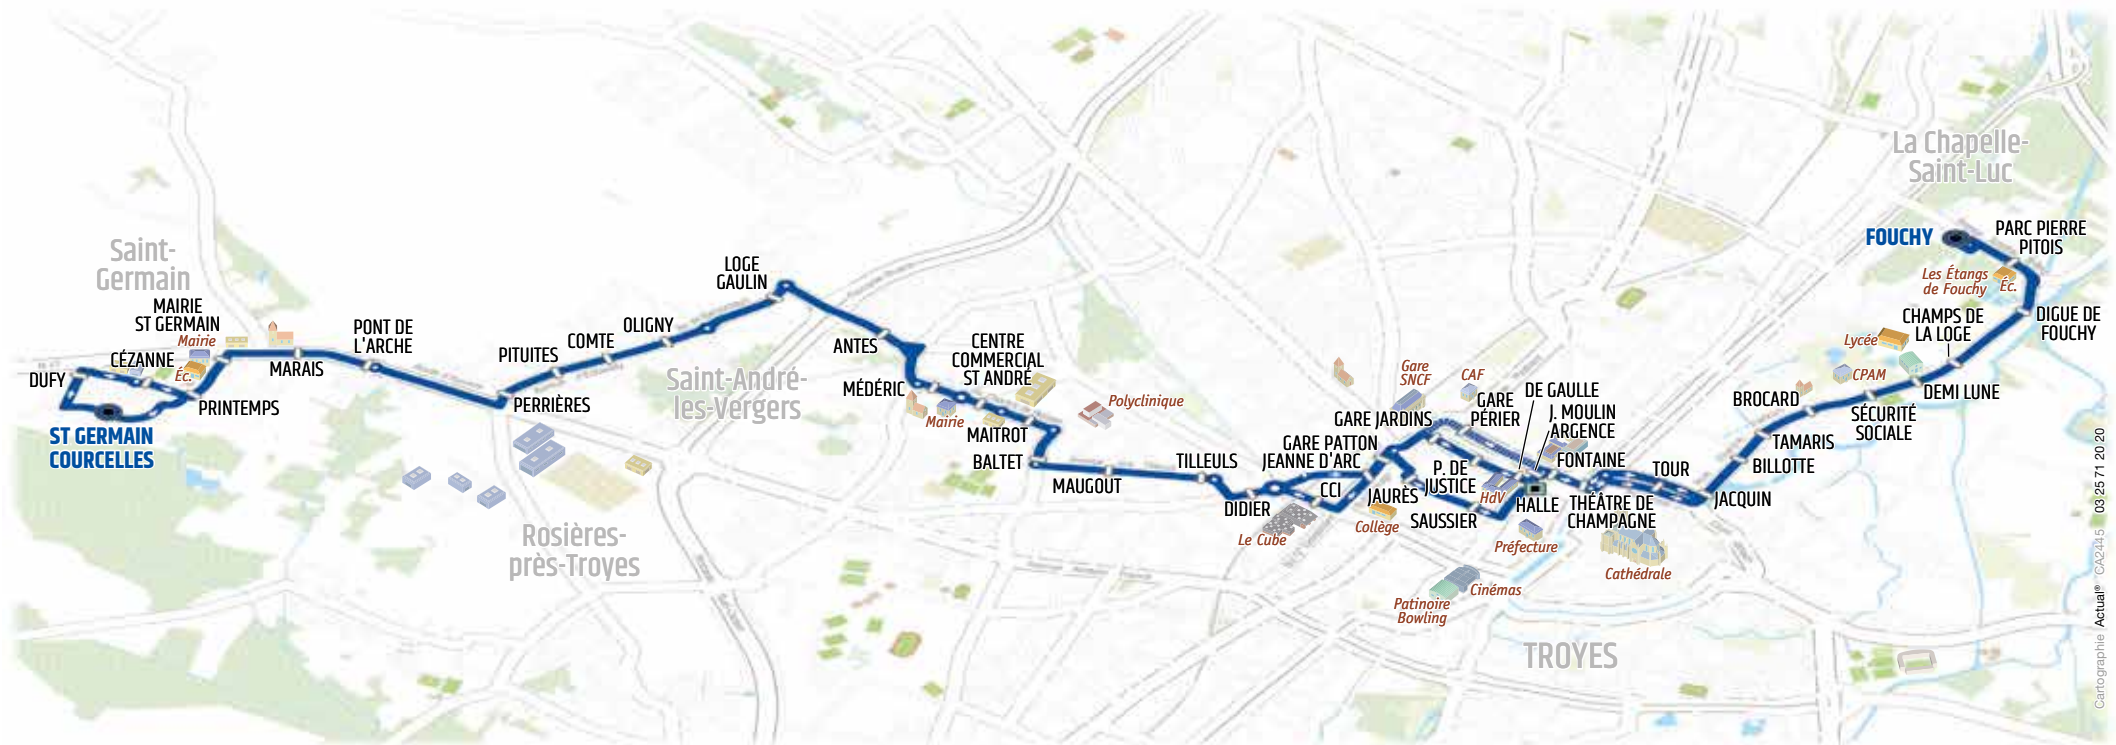 Saint-
Germain
MAIRIE
ST GERMAIN
Mairie
CÉZANNE
Éc.
DUFY
PRINTEMPS
ST GERMAIN
COURCELLES
MARAIS
PONT DE
L'ARCHE
PERRIÈRES
PITUITES
COMTE
OLIGNY
LOGE
GAULIN
Rosières-
près-Troyes
Saint-André-
les-Vergers
ANTES
MÉDÉRIC
Mairie
CENTRE
COMMERCIAL
ST ANDRÉ
Polyclinique
MAITROT
BALTET
MAUGOUT
TILLEULS
DIDIER
Le Cube
GARE JARDINS
GARE PATTON
JEANNE D'ARC
CCI
Gare
SNCF
CAF
GARE
PÉRIER
DE GAULLE
J. MOULIN
ARGENCE
JAURÈS
Collège
P. DE
JUSTICE
HdV
SAUSSIER
HALLE
Préfecture
FONTAINE
THÉÂTRE DE
CHAMPAGNE
Cathédrale
Cinémas
Patinoire
Bowling
TROYES
TOUR
JACQUIN
BILLOTTE
TAMARIS
BROCARD
SÉCURITÉ
SOCIALE
CPAM
Lycée
DEMI LUNE
CHAMPS DE
LA LOGE
DIGUE DE
FOUCHY
Les Étangs
de Fouchy
Éc.
PARC PIERRE
PITOIS
FOUCHY
La Chapelle-
Saint-Luc
Cartographie Actual® CA2445 03 25 71 20 20